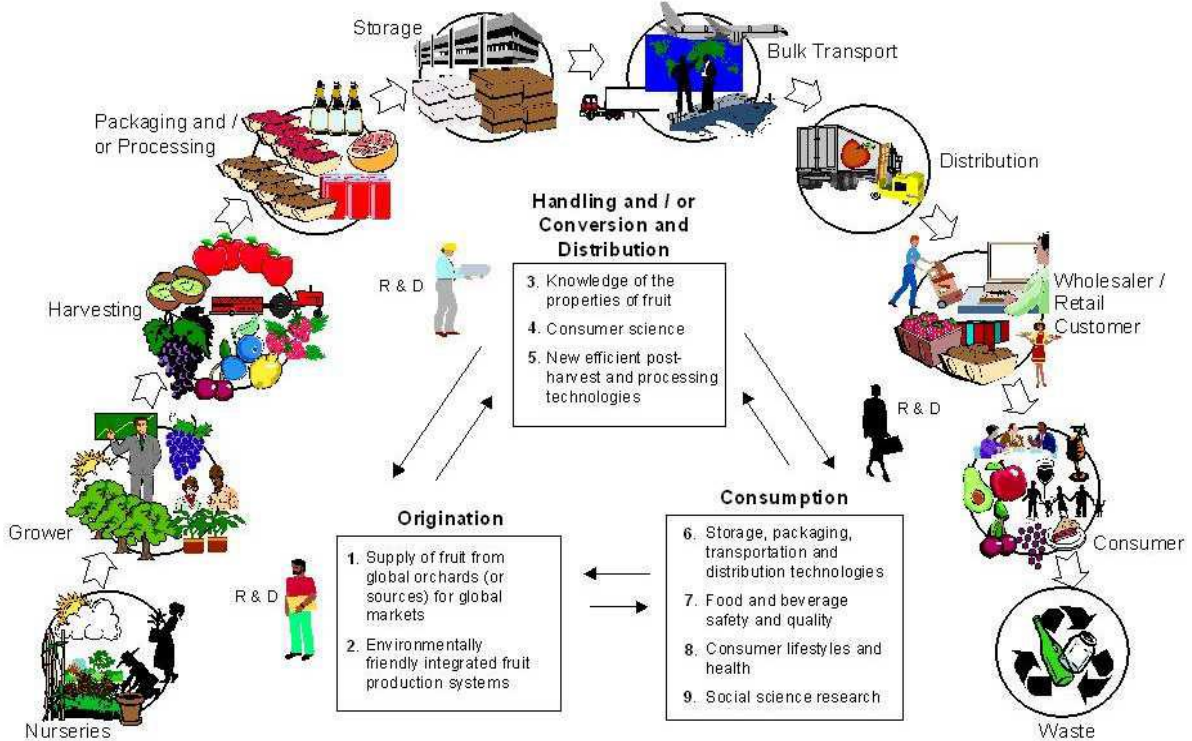 Storage
Bulk Transport
Packaging and /
or Processing
Distribution
Handling and / or
Conversion and
Distribution
R & D
3. Knowledge of the
properties of fruit
4. Consumer science
5. New efficient post-
harvest and processing
technologies
Harvesting
Wholesaler /
Retail
Customer
R & D
Grower
Origination
1. Supply of fruit from
global orchards (or
sources) for global
markets
2. Environmentally
friendly integrated fruit
production systems
R & D
Consumption
6. Storage, packaging,
transportation and
distribution technologies
7. Food and beverage
safety and quality
8. Consumer lifestyles and
health
9. Social science research
Consumer
Nurseries
Waste